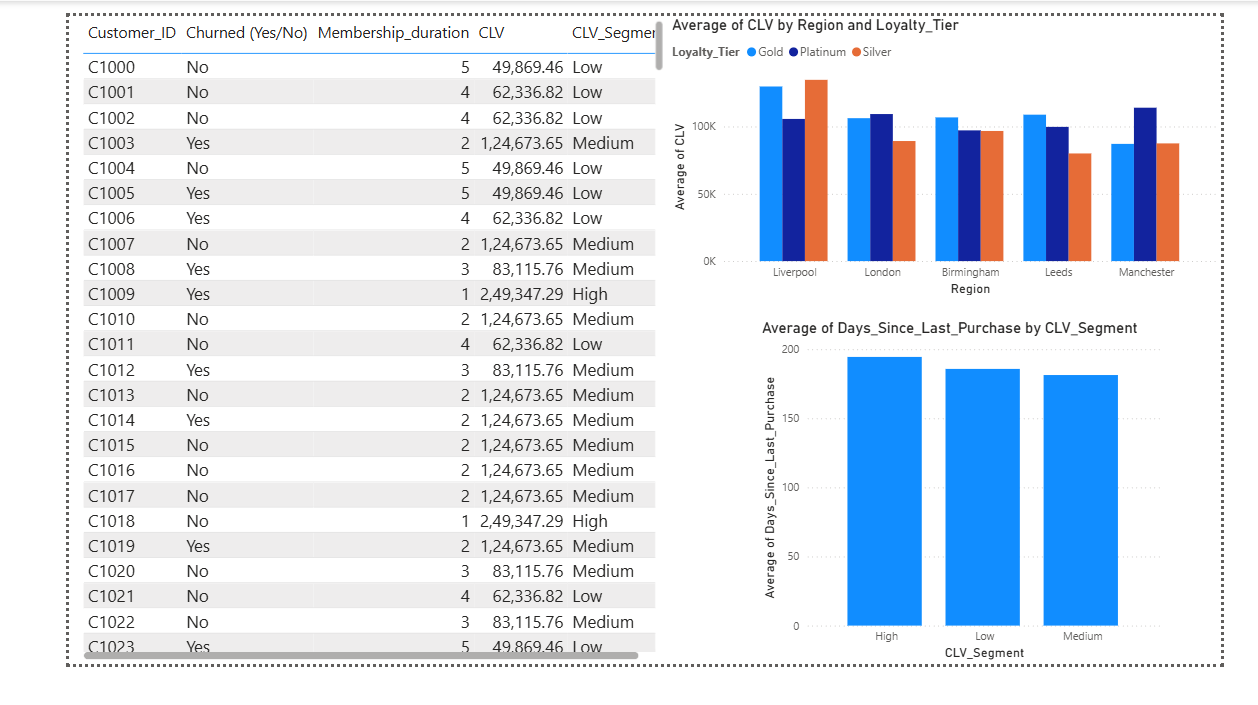 Customer_ID Churned (Yes/No) Membership_duration CLV CLV_Segmer
C1000 No 5 49,869.46 Low
C1001 No 4 62,336.82 Low
C1002 No 4 62,336.82 Low
C1003 Yes 2 1,24,673.65 Medium
C1004 No 5 49,869.46 Low
C1005 Yes 5 49,869.46 Low
C1006 Yes 4 62,336.82 Low
C1007 No 2 1,24,673.65 Medium
C1008 Yes 3 83,115.76 Medium
C1009 Yes 1 2,49,347.29 High
C1010 No 2 1,24,673.65 Medium
C1011 No 4 62,336.82 Low
C1012 Yes 3 83,115.76 Medium
C1013 No 2 1,24,673.65 Medium
C1014 Yes 2 1,24,673.65 Medium
C1015 No 2 1,24,673.65 Medium
C1016 No 2 1,24,673.65 Medium
C1017 No 2 1,24,673.65 Medium
C1018 No 1 2,49,347.29 High
C1019 Yes 2 1,24,673.65 Medium
C1020 No 3 83,115.76 Medium
C1021 No 4 62,336.82 Low
C1022 No 3 83,115.76 Medium
C1023 Yes 5 49,869.46 Low
Average of CLV by Region and Loyalty_Tier
Loyalty_Tier Gold Platinum Silver
Average of CLV
100K
50K
0K
Liverpool London Birmingham Leeds Manchester
Region
Average of Days_Since_Last_Purchase by CLV_Segment
Average of Days_Since_Last_Purchase
200
150
100
50
0
High Low Medium
CLV_Segment